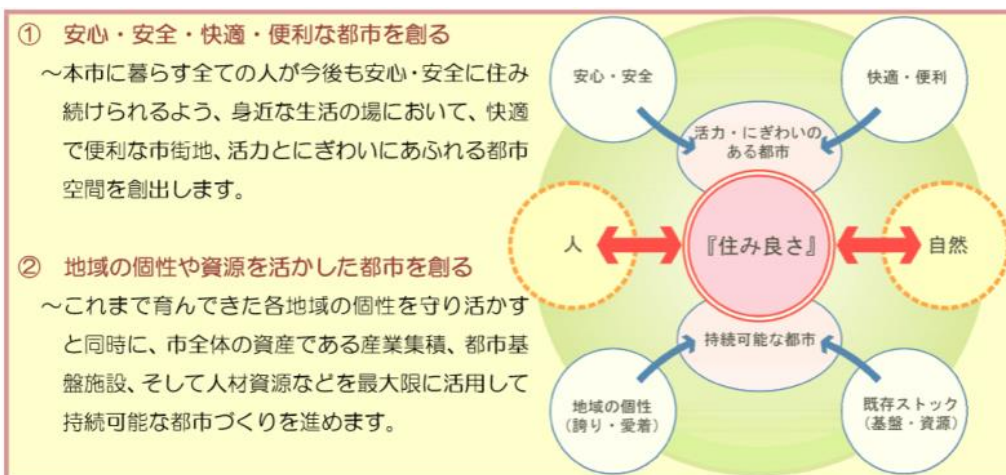 ① 安心・安全・快適・便利な都市を創る
～本市に暮らす全ての人が今後も安心・安全に住み
続けられるよう、身近な生活の場において、快適
で便利な市街地、活力とにぎわいにあふれる都市
空間を創出します。
② 地域の個性や資源を活かした都市を創る
～これまで育んできた各地域の個性を守り活かす
と同時に、市全体の資産である産業集積、都市基
盤施設、そして人材資源などを最大限に活用して
持続可能な都市づくりを進めます。
安心・安全
快適・便利
活力・にぎわいの
ある都市
人
『住み良さ』
自然
持続可能な都市
地域の個性
(誇り・愛着)
既存ストック
(基盤・資源)